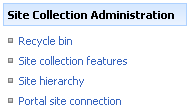 Site Collection Administration
Recycle bin
Site collection features
Site hierarchy
Portal site connection